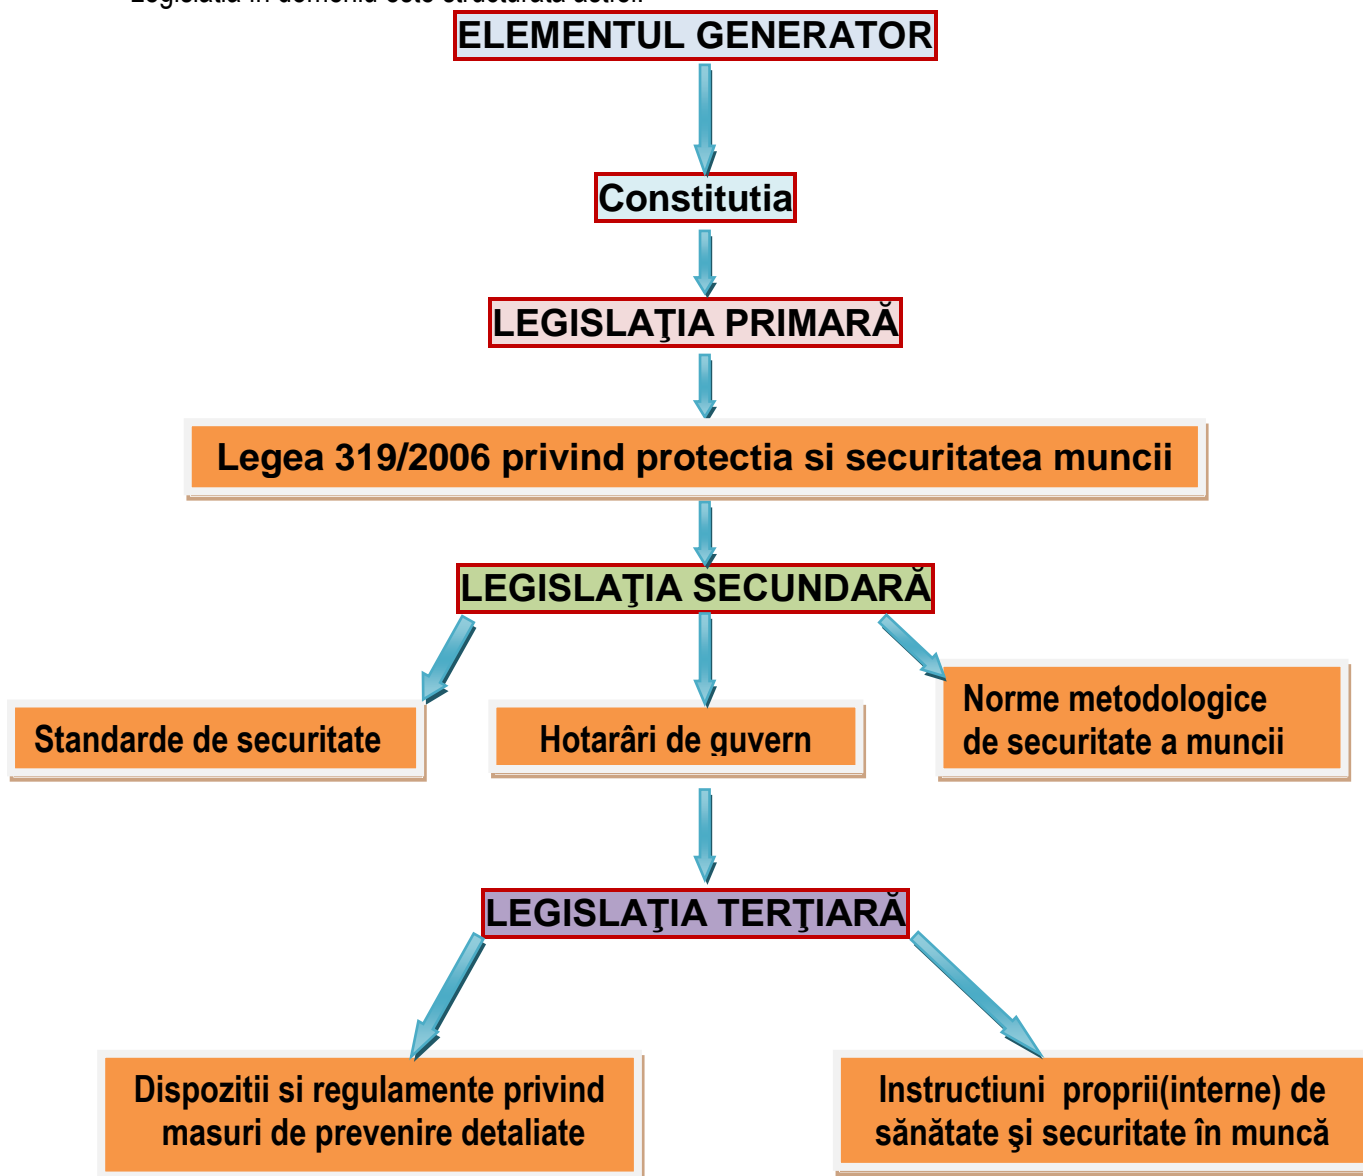 ELEMENTUL GENERATOR
Constitutia
LEGISLAŢIA PRIMARĂ
Legea 319/2006 privind protectia si securitatea muncii
LEGISLAŢIA SECUNDARĂ
Standarde de securitate
Hotarâri de guvern
Norme metodologice
de securitate a muncii
LEGISLAŢIA TERŢIARĂ
Dispozitii si regulamente privind
masuri de prevenire detaliate
Instructiuni proprii(interne) de
sănătate şi securitate în muncă